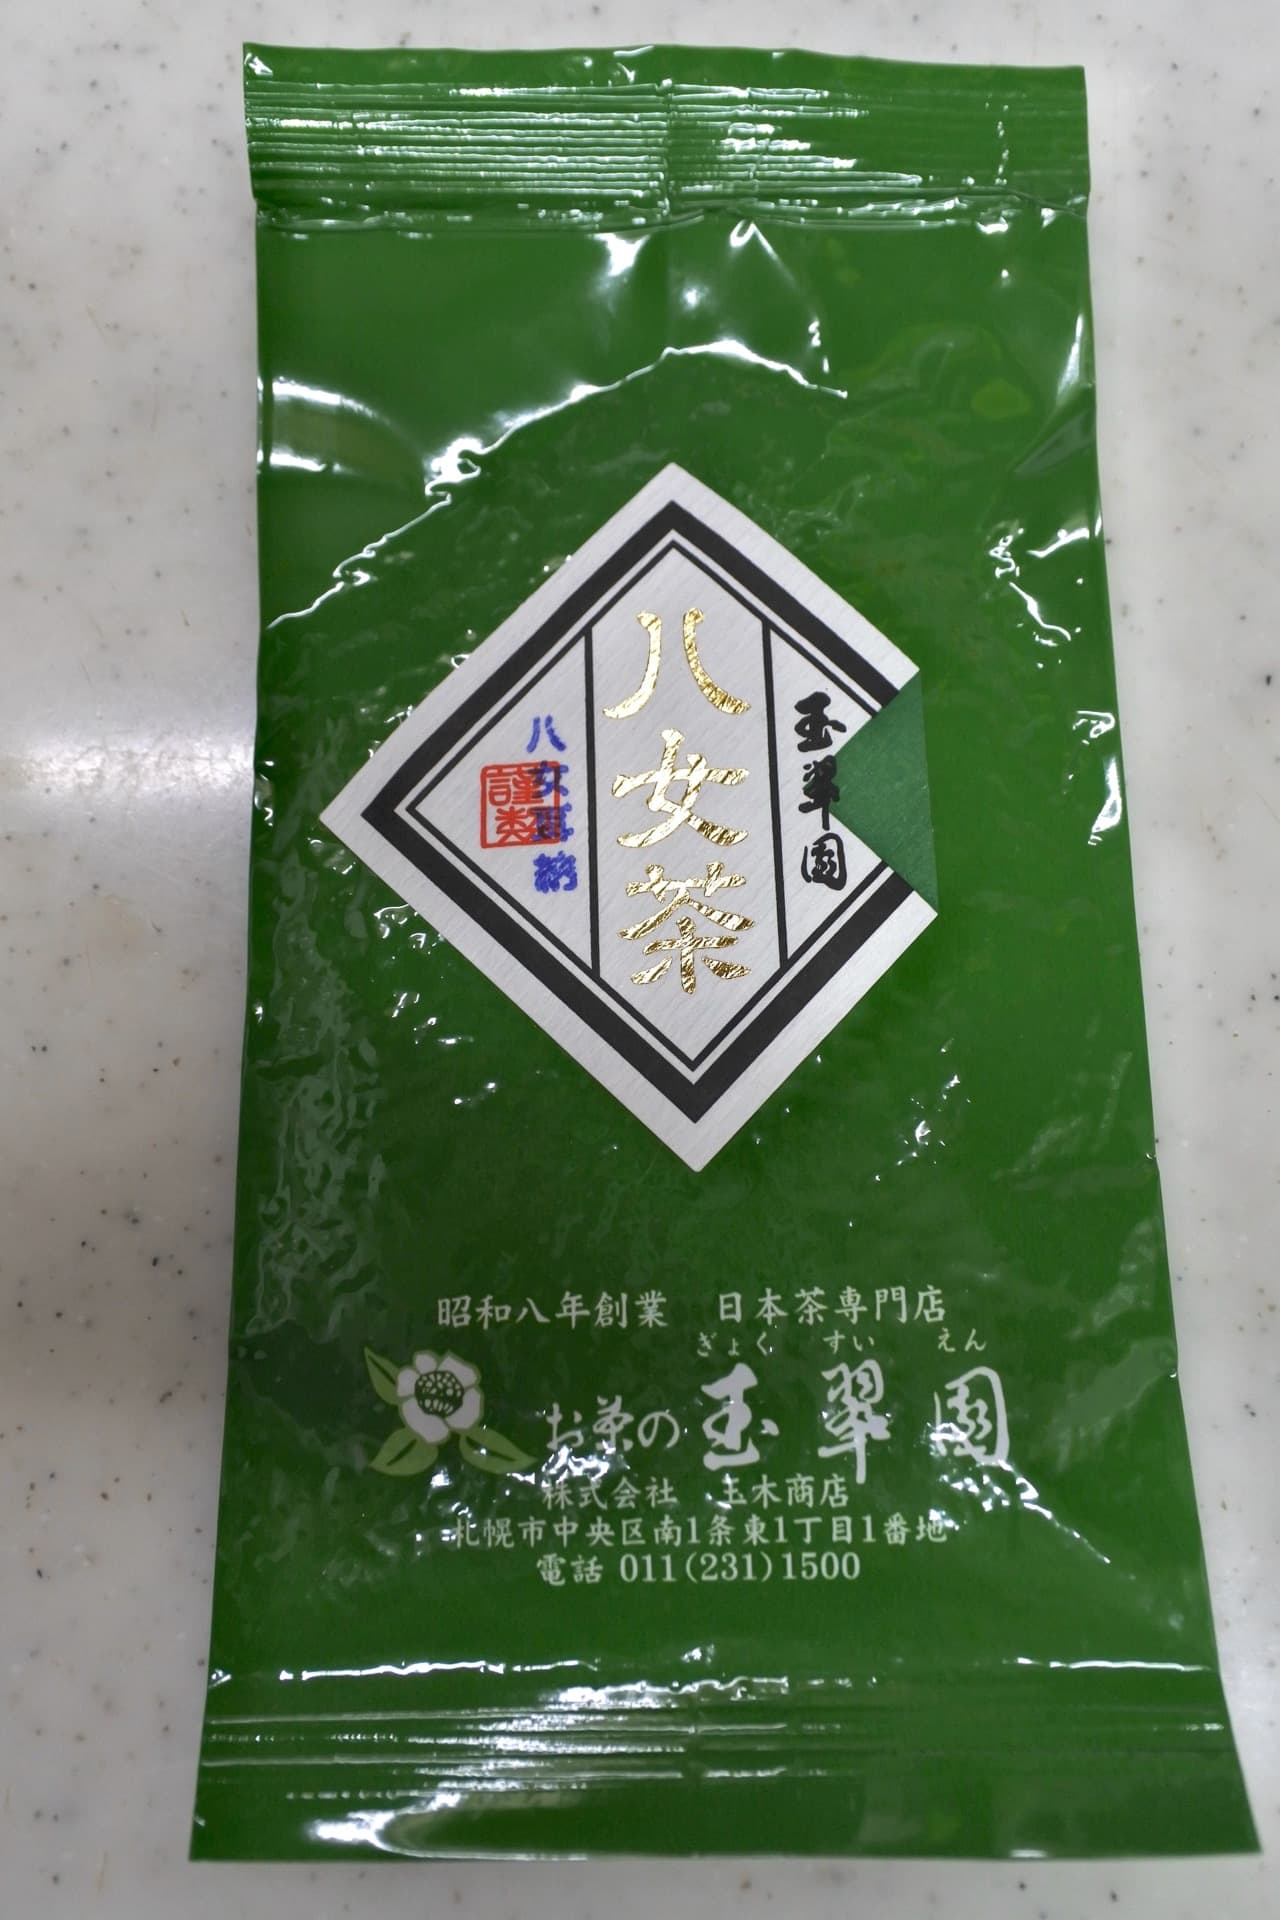 玉翠園
八女茶
謹製
昭和八年創業 日本茶専門店
ぎょく すい えん
お茶の 玉翠園
株式会社 玉木商店
札幌市中央区南1条東1丁目1番地
電話 011(231)1500